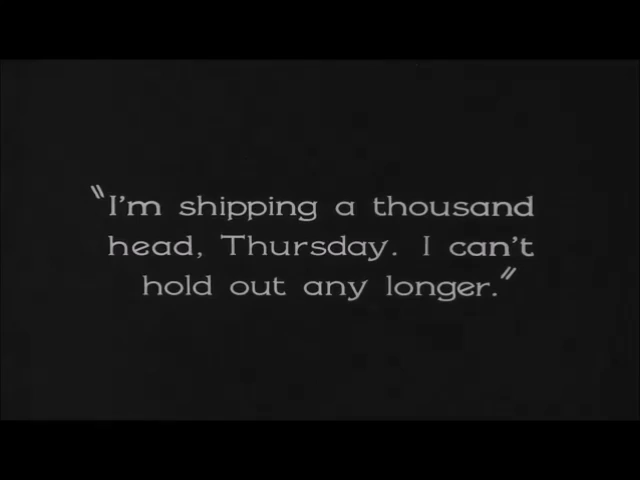 "I'm shipping a thousand
head, Thursday. I can't
hold out any longer."